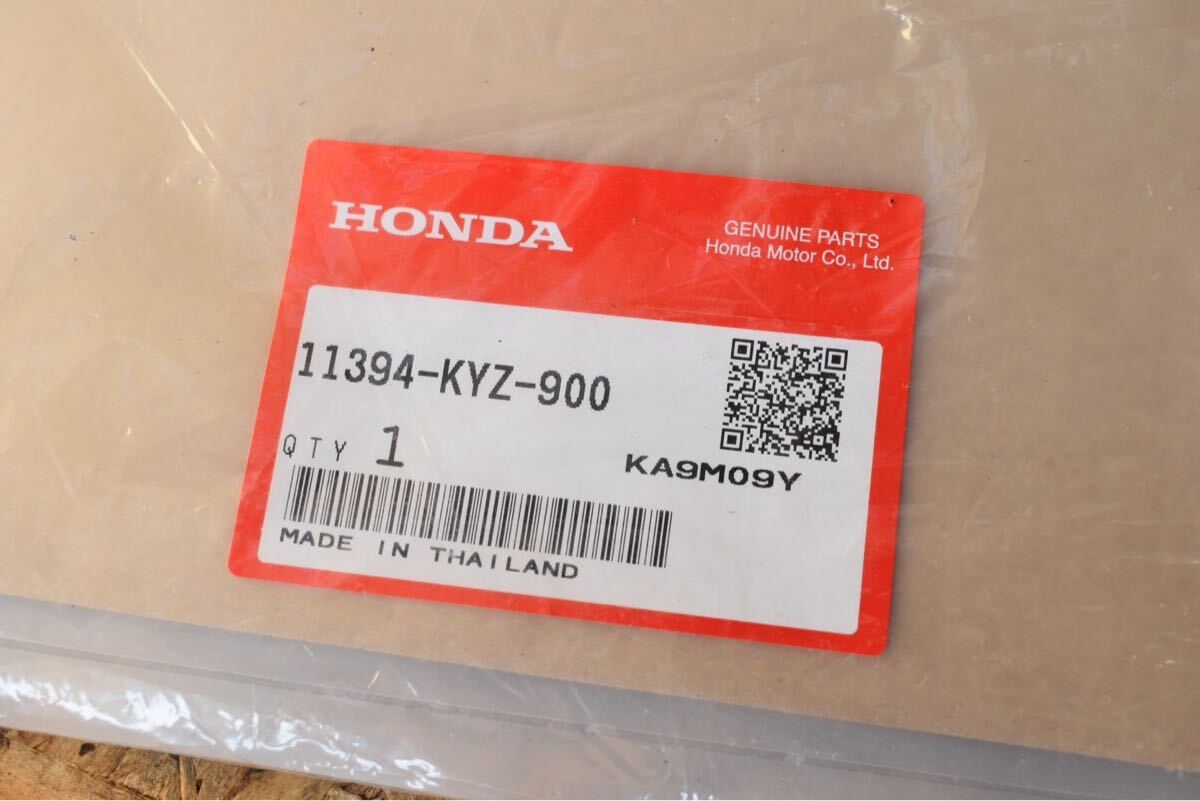 HONDA
GENUINE PARTS
Honda Motor Co., Ltd.
11394-KYZ-900
QTY 1
KA9M09Y
MADE IN THAILAND